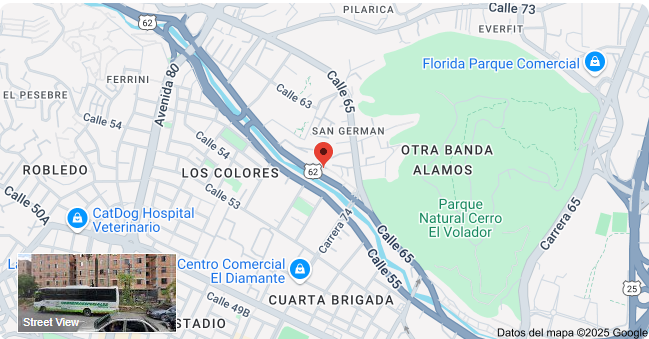 62
PILARICA
Calle 73
EVERFIT
Florida Parque Comercial
Avenida 80
FERRINI
Calle 65
Calle 63
EL PESEBRE
Calle 54
SAN GERMAN
Calle 54
OTRA BANDA
ALAMOS
ROBLEDO
LOS COLORES
62
Calle 50A
Calle 53
CatDog Hospital
Veterinario
Parque
Natural Cerro
El Volador
Carrera 74
Calle 65
Carrera 65
Centro Comercial
El Diamante
Calle 55
25
CUARTA BRIGADA
Calle 49B
Street View
STADIO
Datos del mapa ©2025 Google